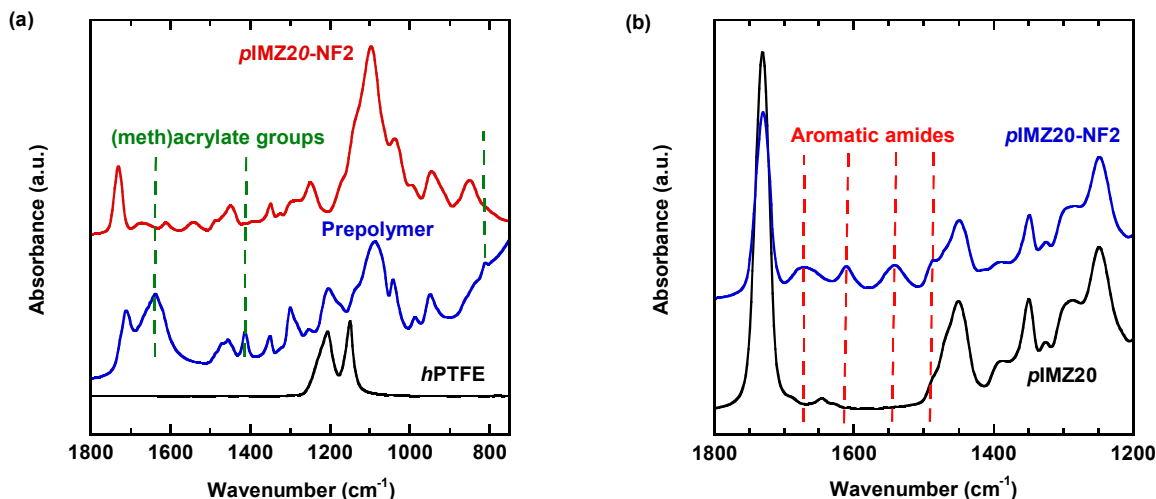 (a)
pIMZ20-NF2
(meth)acrylate groups
Prepolymer
hPTFE
Absorbance (a.u.)
1800 1600 1400 1200 1000 800
Wavenumber (cm-1)
(b)
Aromatic amides
pIMZ20-NF2
pIMZ20
Absorbance (a.u.)
1800 1600 1400 1200
Wavenumber (cm-1)